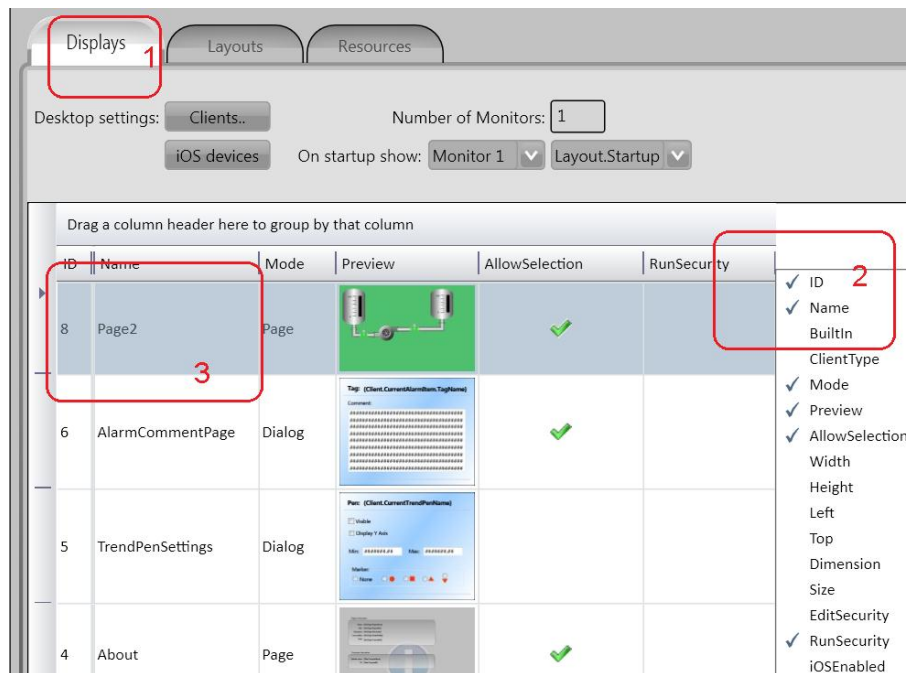 Displays
Layouts
Resources
1
Desktop settings: Clients.. Number of Monitors: 1
iOS devices On startup show: Monitor 1 Layout.Startup
Drag a column header here to group by that column
ID Name Mode Preview AllowSelection RunSecurity
2
3
8 Page2 Page
Tag: (Client.CurrentAlarmItem.TagName)
Comment:
6 AlarmCommentPage Dialog
Pen: (Client.CurrentTrendPenName)
Visible
Display Y Axis
Min: ########.## Max: ########.##
Marker:
None
5 TrendPenSettings Dialog
4 About Page
ID
Name
BuiltIn
ClientType
Mode
Preview
AllowSelection
Width
Height
Left
Top
Dimension
Size
EditSecurity
RunSecurity
iOSEnabled